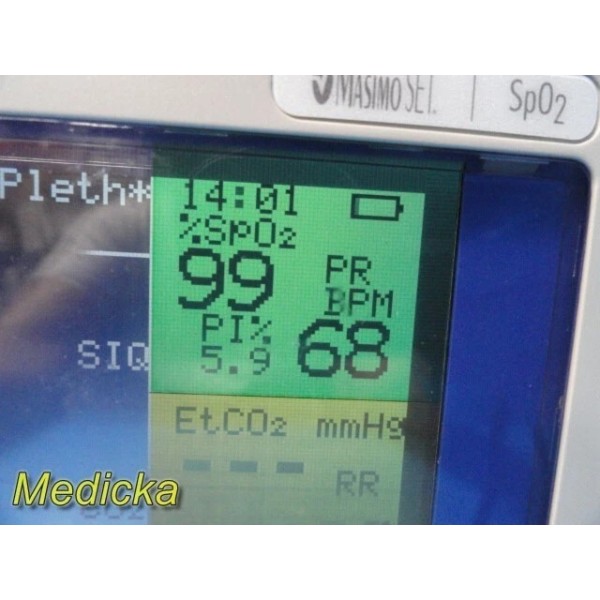 MASIMO SET. | SpO2
Pleth*
14:01
%SpO2
99 PR
BPM
PI%
5.9 68
SIQ
EtCO2 mmHg
--- RR
Medicka